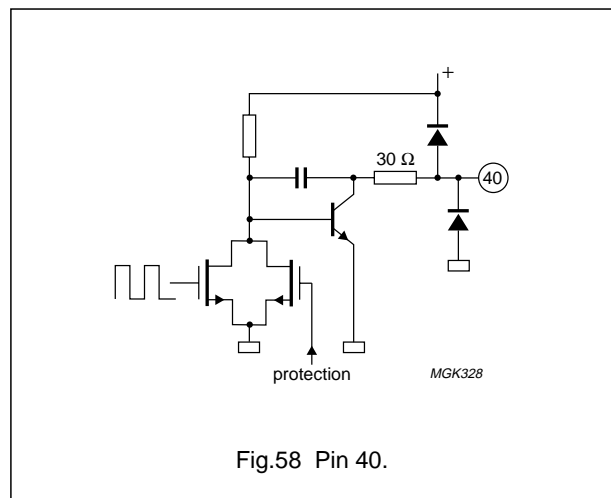 +
30 Ω
40
protection
MGK328
Fig.58 Pin 40.